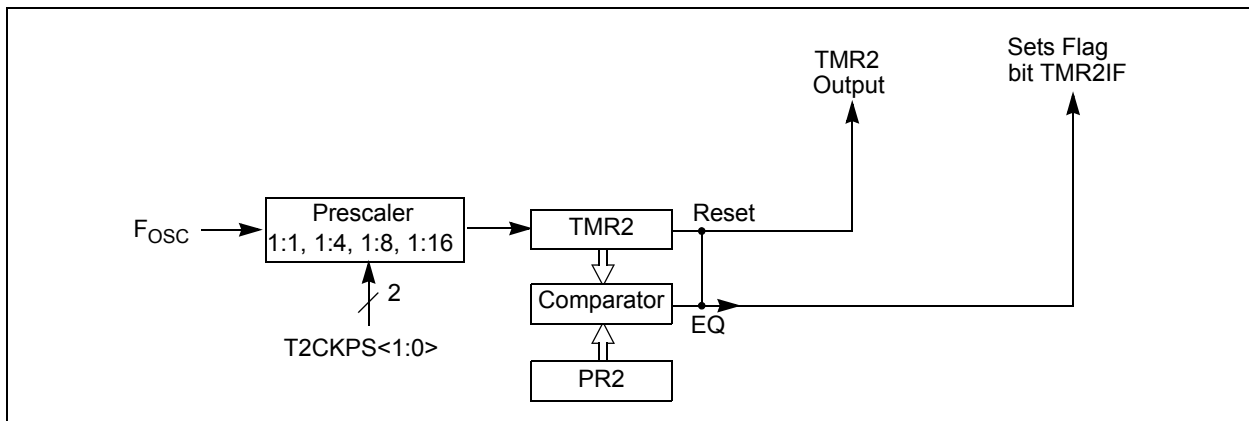 TMR2
Output
Sets Flag
bit TMR2IF
FOSC
Prescaler
1:1, 1:4, 1:8, 1:16
2
T2CKPS<1:0>
TMR2
Reset
Comparator
EQ
PR2